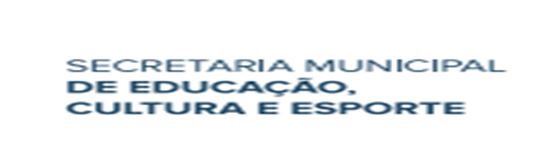 SECRETARIA MUNICIPAL
DE EDUCAÇÃO,
CULTURA E ESPORTE